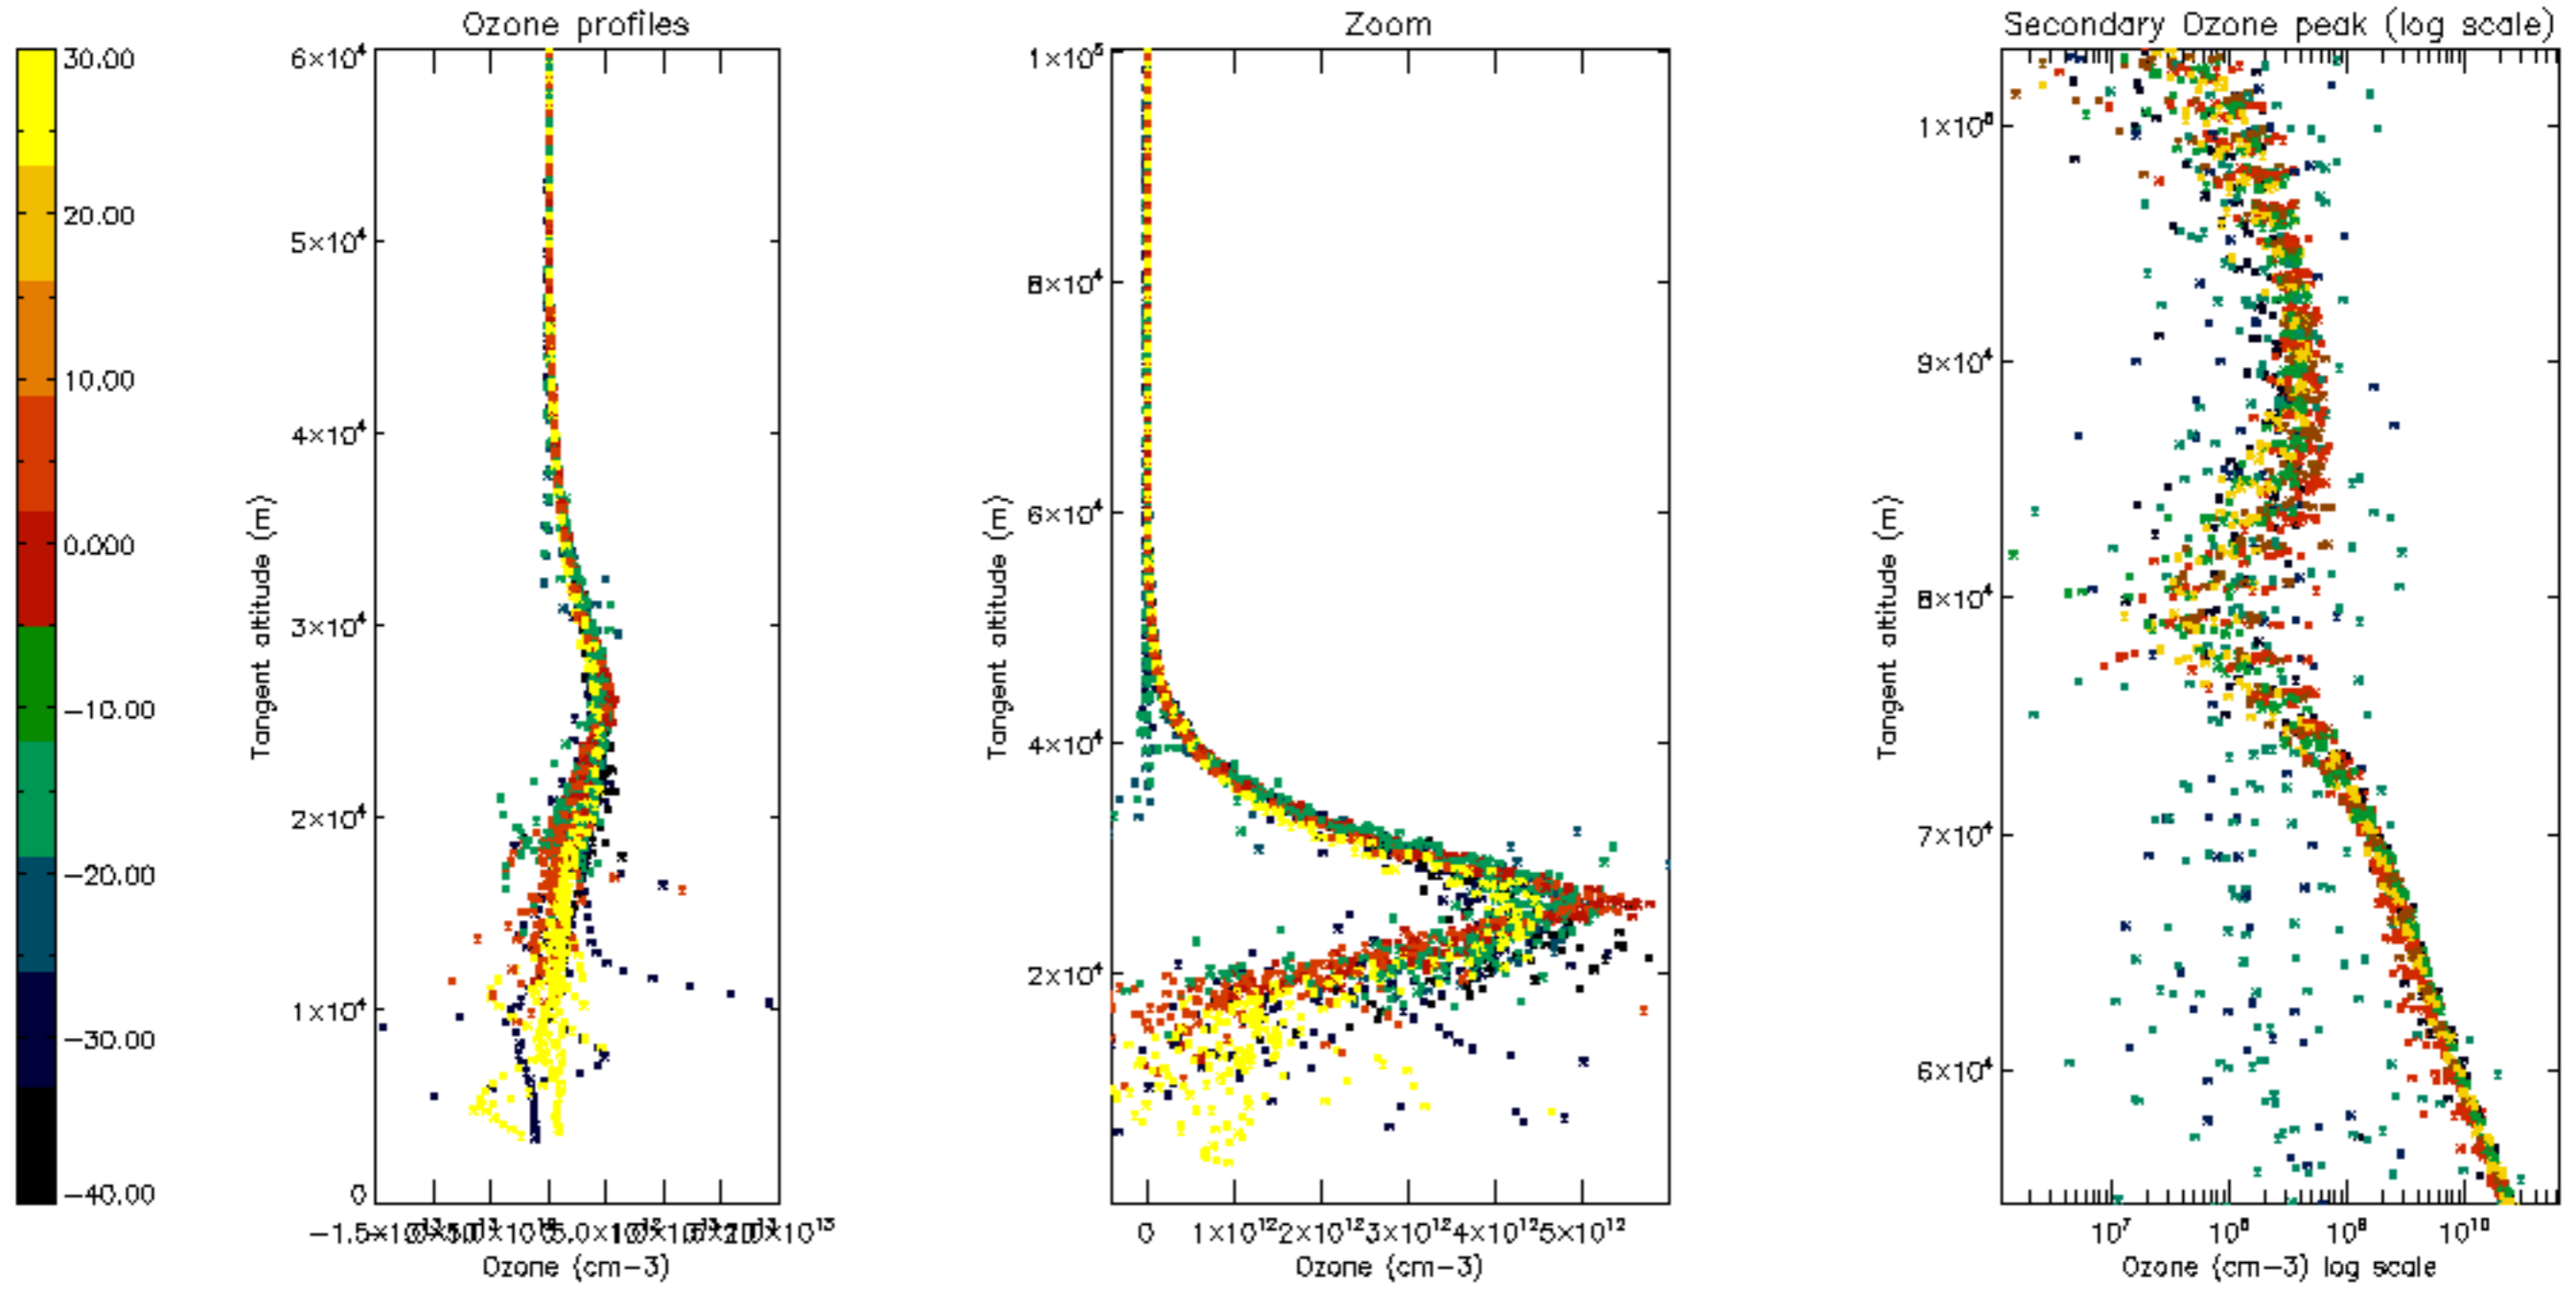 Ozone profiles
Zoom
Secondary Ozone peak (log scale)
30.00
20.00
10.00
0.000
−10.00
−20.00
−30.00
−40.00
6×10⁴
5×10⁴
4×10⁴
3×10⁴
2×10⁴
1×10⁴
0
Tangent altitude (m)
Ozone (cm−3)
1×10⁵
8×10⁴
6×10⁴
4×10⁴
2×10⁴
Tangent altitude (m)
0 1×10¹² 2×10¹² 3×10¹² 4×10¹² 5×10¹²
Ozone (cm−3)
1×10⁵
9×10⁴
8×10⁴
7×10⁴
6×10⁴
Tangent altitude (m)
10⁷ 10⁸ 10⁹ 10¹⁰
Ozone (cm−3) log scale